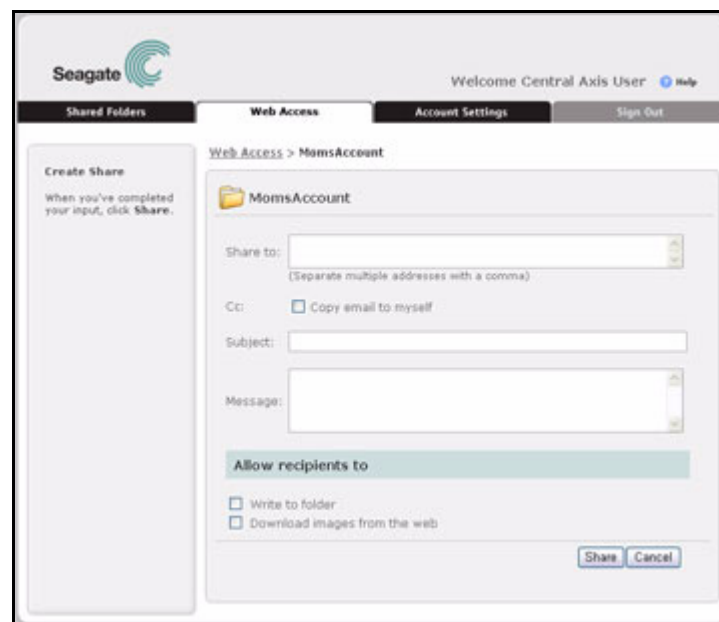 Seagate
Welcome Central Axis User ? Help
Shared Folders Web Access Account Settings Sign Out
Web Access > MomsAccount
Create Share
When you've completed
your input, click Share.
MomsAccount
Share to:
(Separate multiple addresses with a comma)
Cc: Copy email to myself
Subject:
Message:
Allow recipients to
Write to folder
Download images from the web
Share Cancel